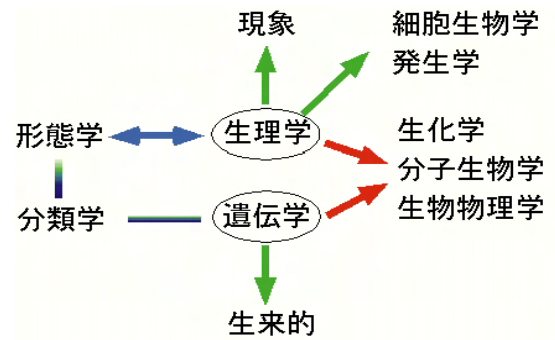 現象
細胞生物学
発生学
形態学
生理学
生化学
分子生物学
生物物理学
分類学
遺伝学
生来的